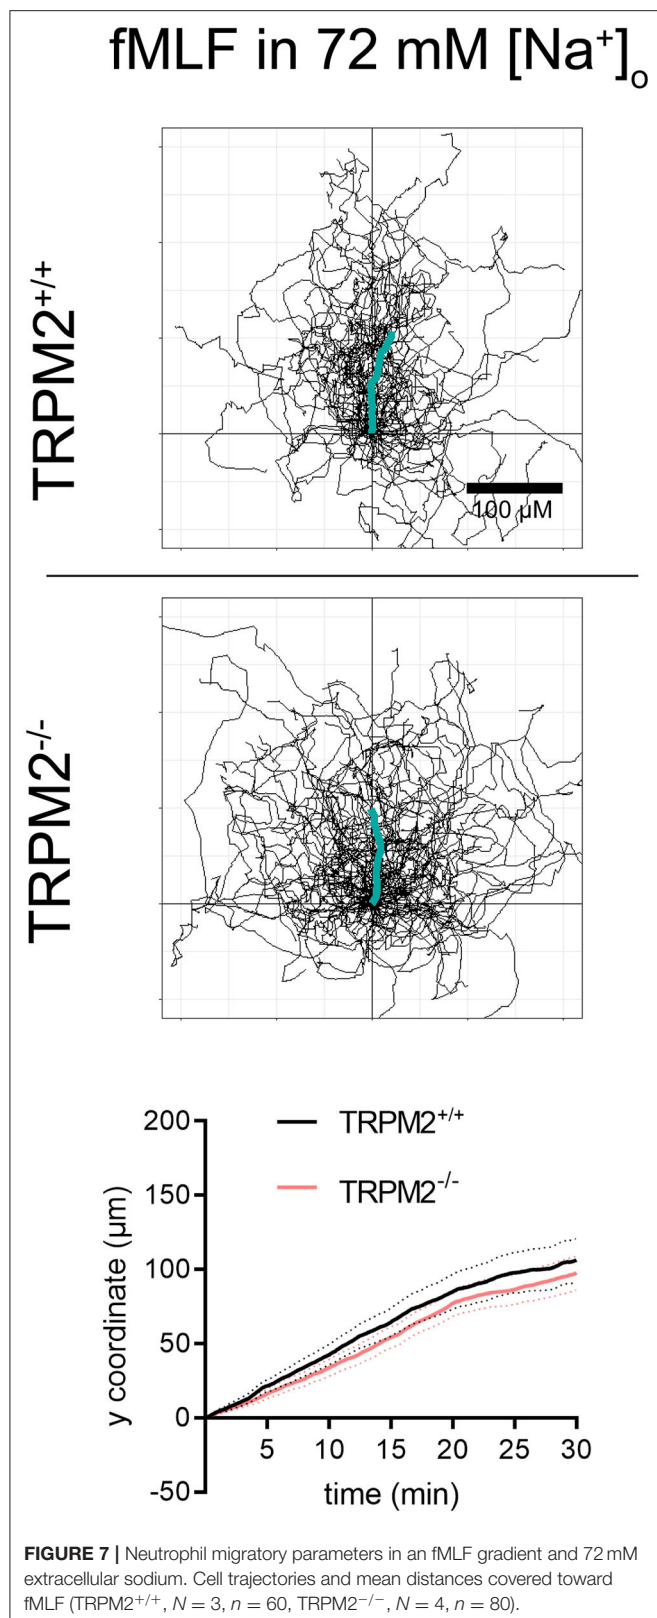 fMLF in 72 mM [Na⁺]ₒ
TRPM2⁺/⁺
100 µM
TRPM2⁻/⁻
200
150
100
50
0
-50
y coordinate (µm)
TRPM2⁺/⁺
TRPM2⁻/⁻
5 10 15 20 25 30
time (min)
FIGURE 7 | Neutrophil migratory parameters in an fMLF gradient and 72 mM
extracellular sodium. Cell trajectories and mean distances covered toward
fMLF (TRPM2⁺/⁺, N = 3, n = 60, TRPM2⁻/⁻, N = 4, n = 80).